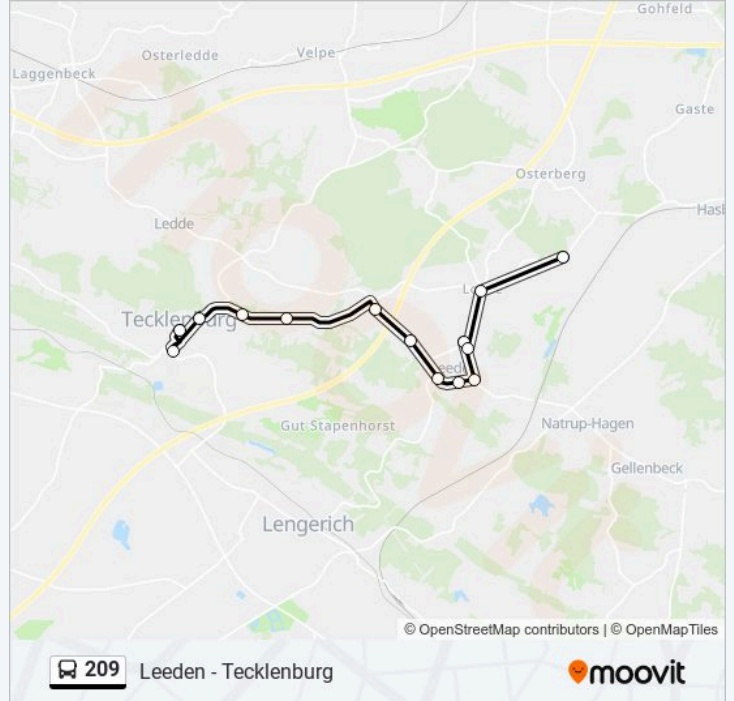 Gohfeld
Osterledde
Velpe
Laggenbeck
Gaste
Osterberg
Hasb
Ledde
Tecklenburg
Gut Stapenhorst
Natrup-Hagen
Gellenbeck
Lengerich
© OpenStreetMap contributors | © OpenMapTiles
209 Leeden - Tecklenburg
moovit